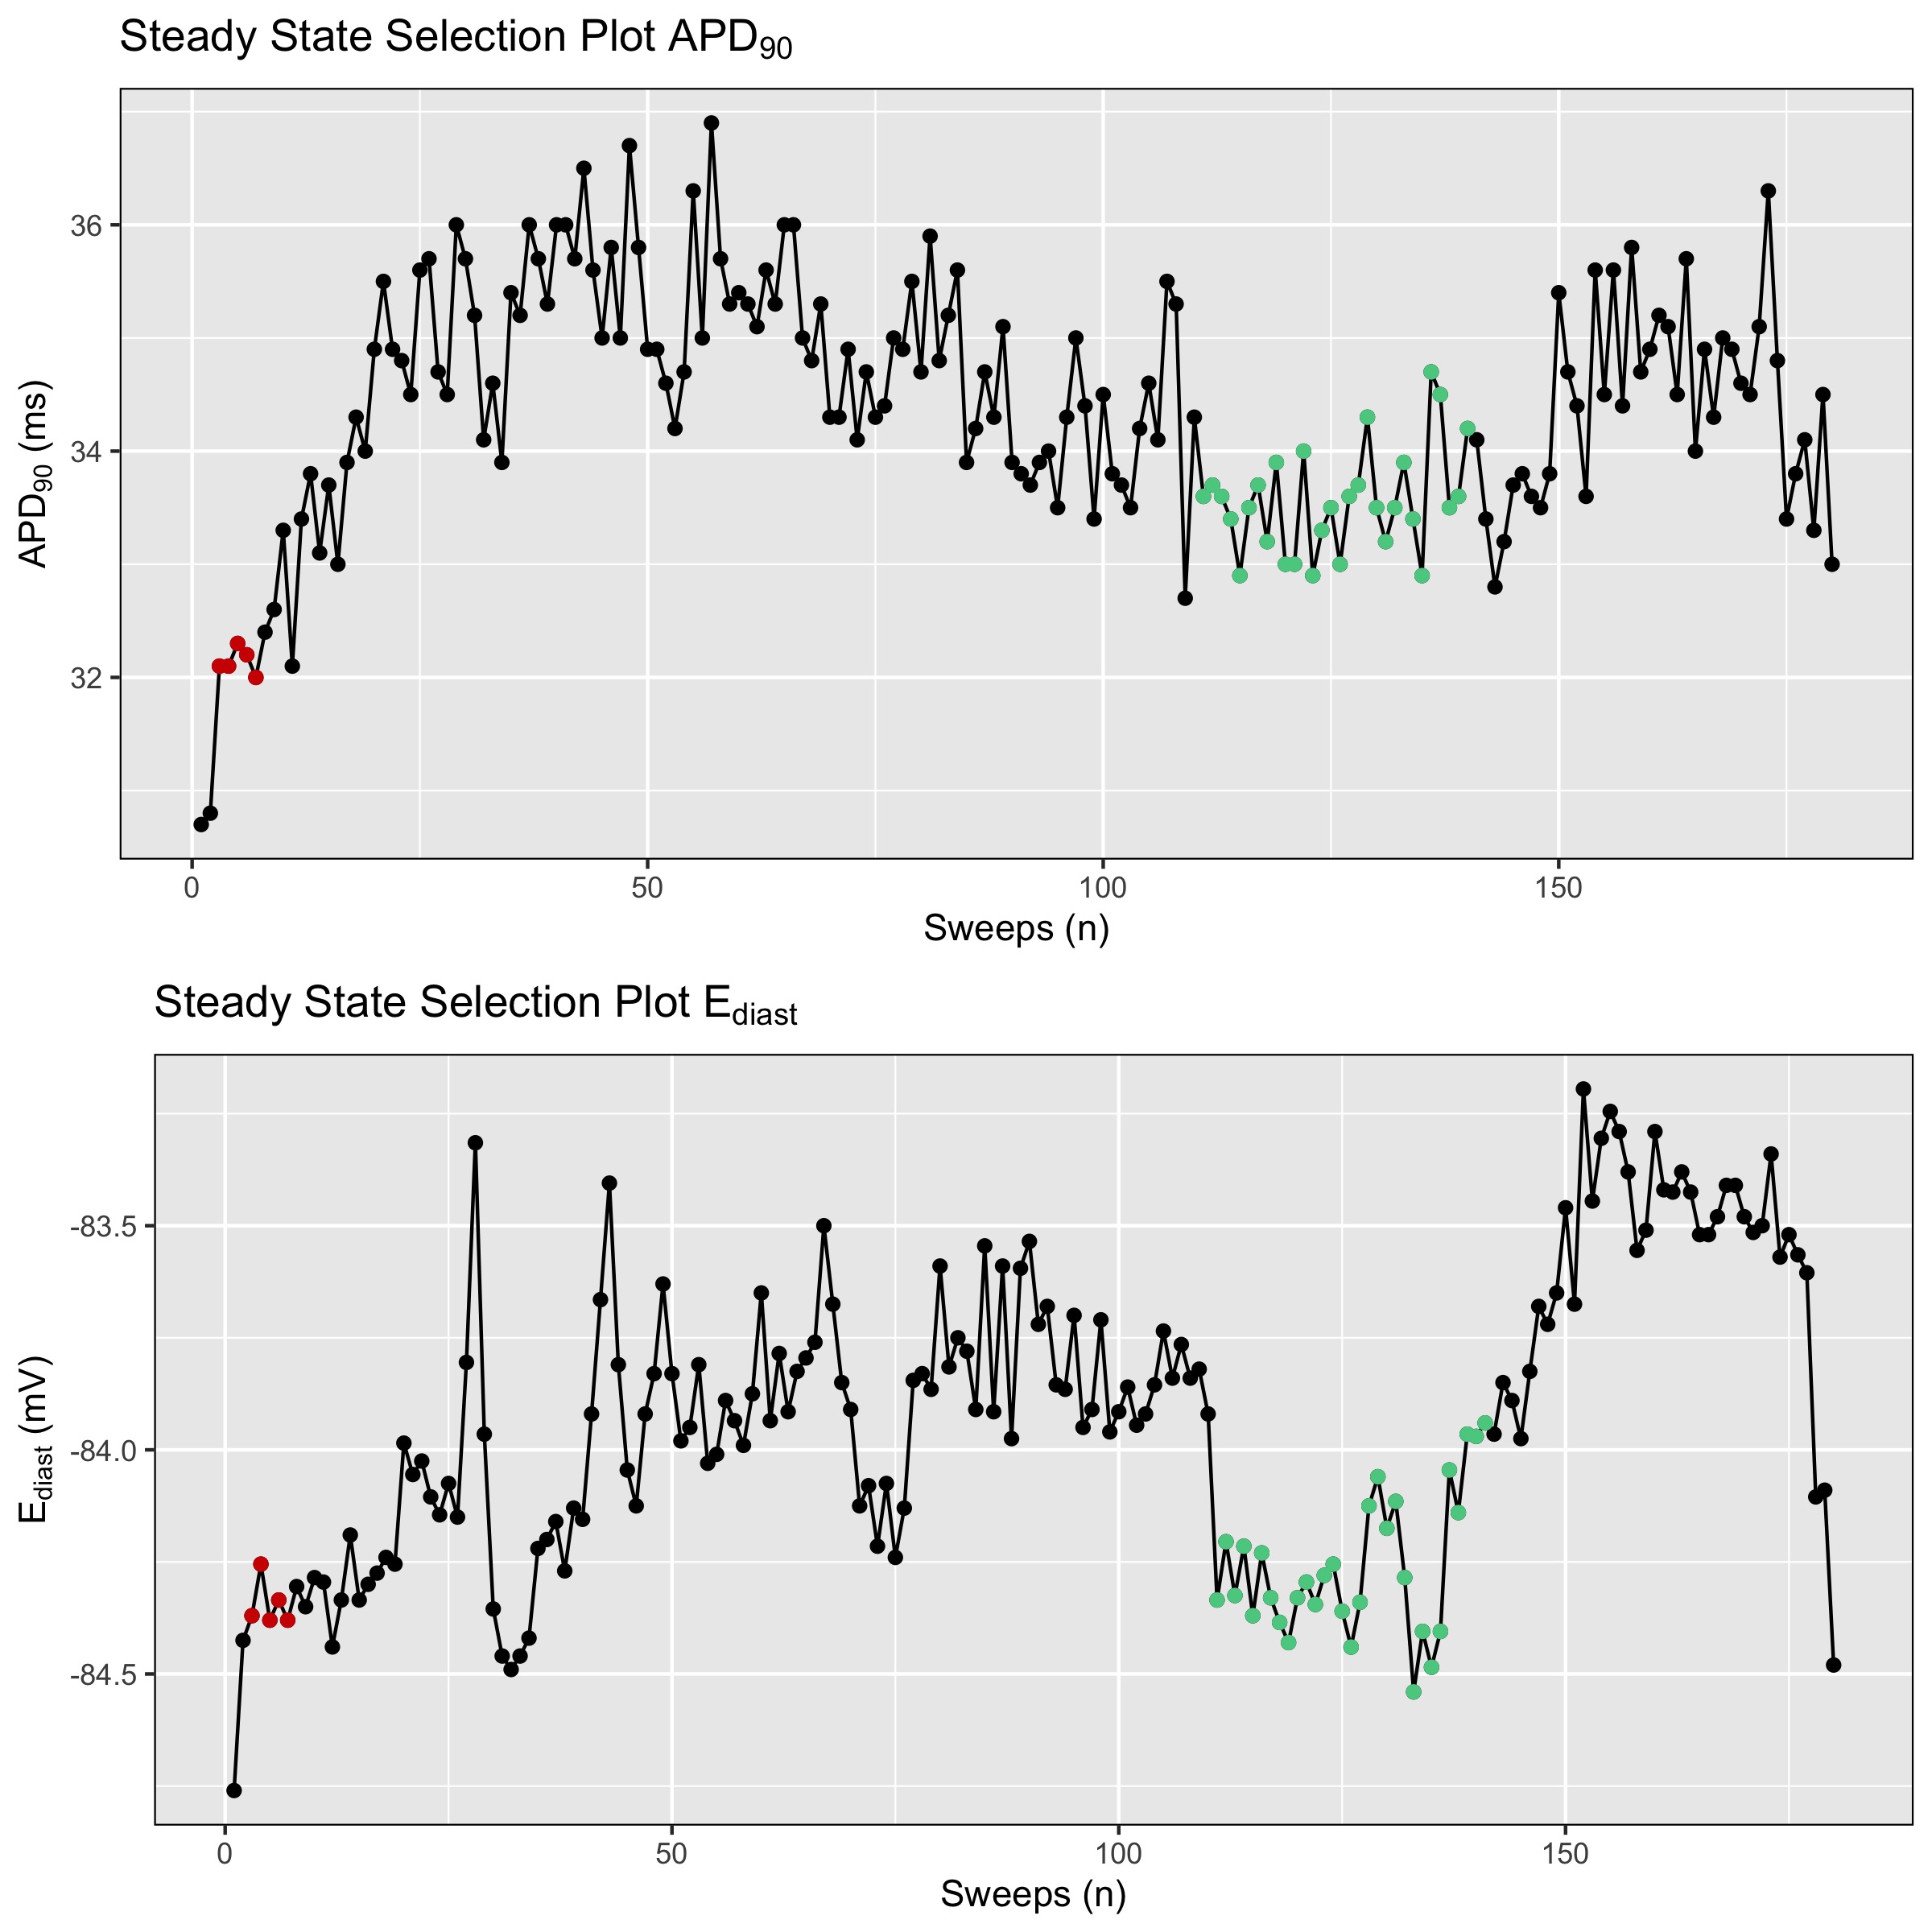 Steady State Selection Plot APD90
36
34
32
APD90 (ms)
0 50 100 150
Sweeps (n)
Steady State Selection Plot Ediast
-83.5
-84.0
-84.5
Ediast (mV)
0 50 100 150
Sweeps (n)